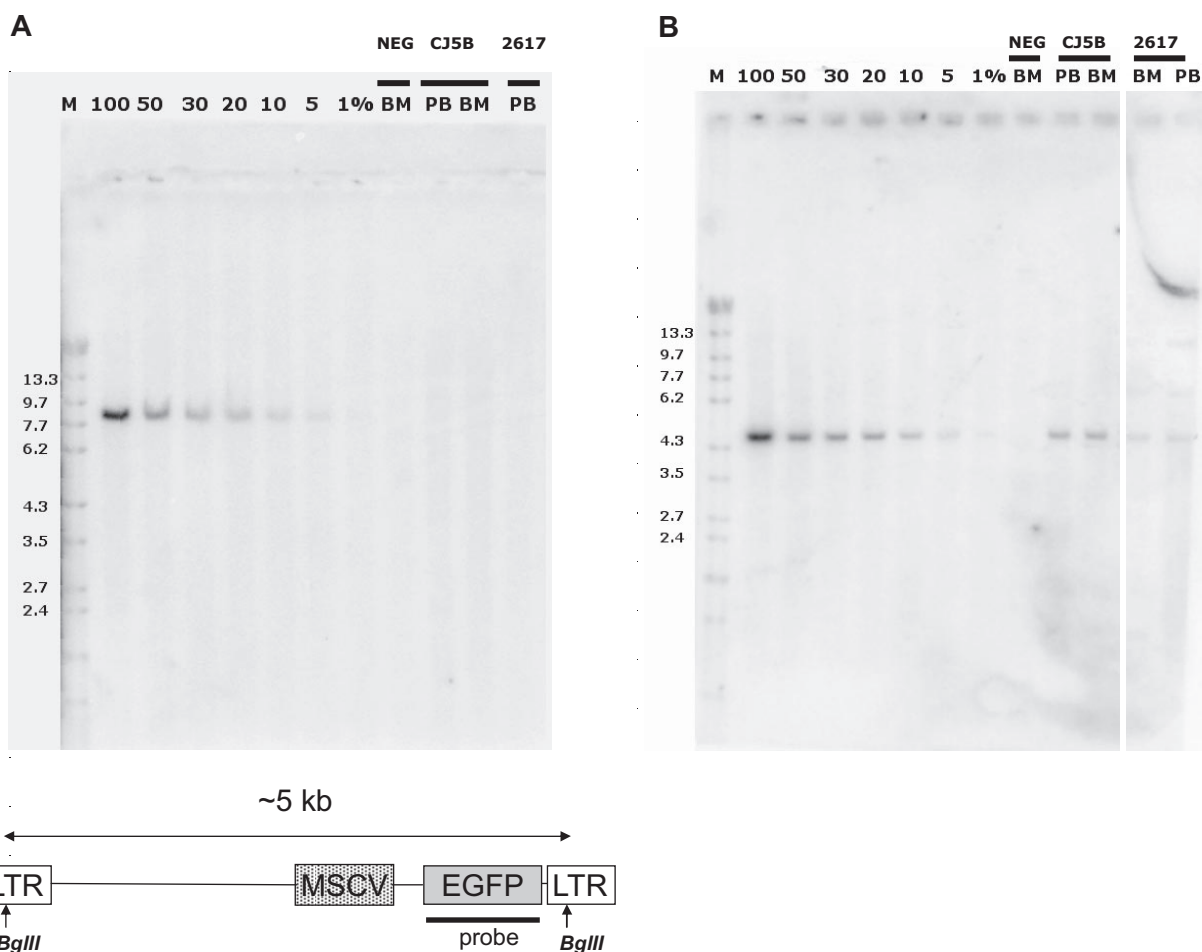 A
NEG CJ5B 2617
M 100 50 30 20 10 5 1% BM PB BM PB
13.3
9.7
7.7
6.2
4.3
3.5
2.7
2.4
B
NEG CJ5B 2617
M 100 50 30 20 10 5 1% BM PB BM BM PB
13.3
9.7
7.7
6.2
4.3
3.5
2.7
2.4
~5 kb
LTR MSCV EGFP LTR
probe
BglII BglII